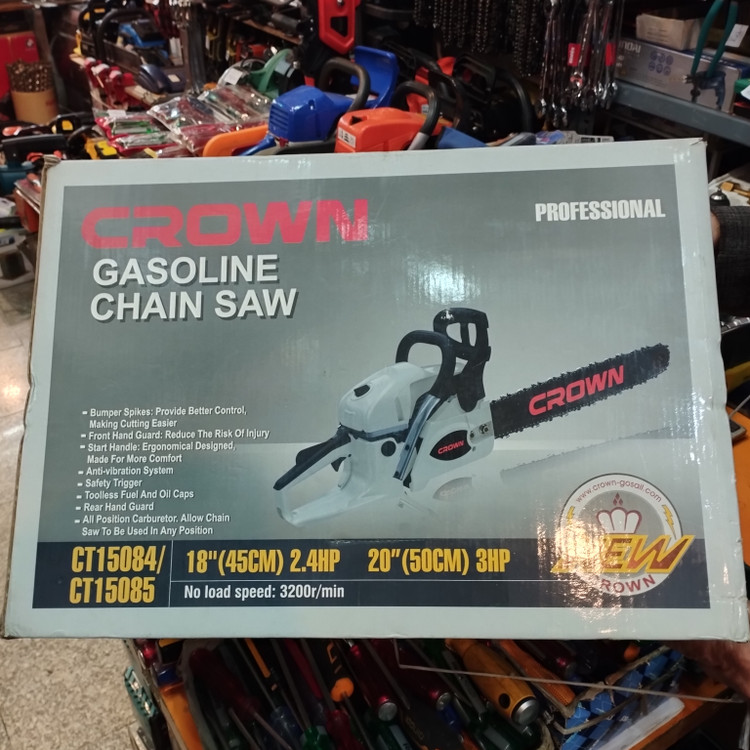 CROWN
PROFESSIONAL
GASOLINE
CHAIN SAW
Bumper Spikes: Provide Better Control,
Making Cutting Easier
Front Hand Guard: Reduce The Risk Of Injury
Start Handle: Ergonomical Designed,
Made For More Comfort
Anti-vibration System
Safety Trigger
Toolless Fuel And Oil Caps
Rear Hand Guard
All Position Carburetor. Allow Chain
Saw To Be Used In Any Position
CROWN
CROWN
www.crown-gosail.com
NEW
CROWN
CT15084/
CT15085
18"(45CM) 2.4HP 20"(50CM) 3HP
No load speed: 3200r/min